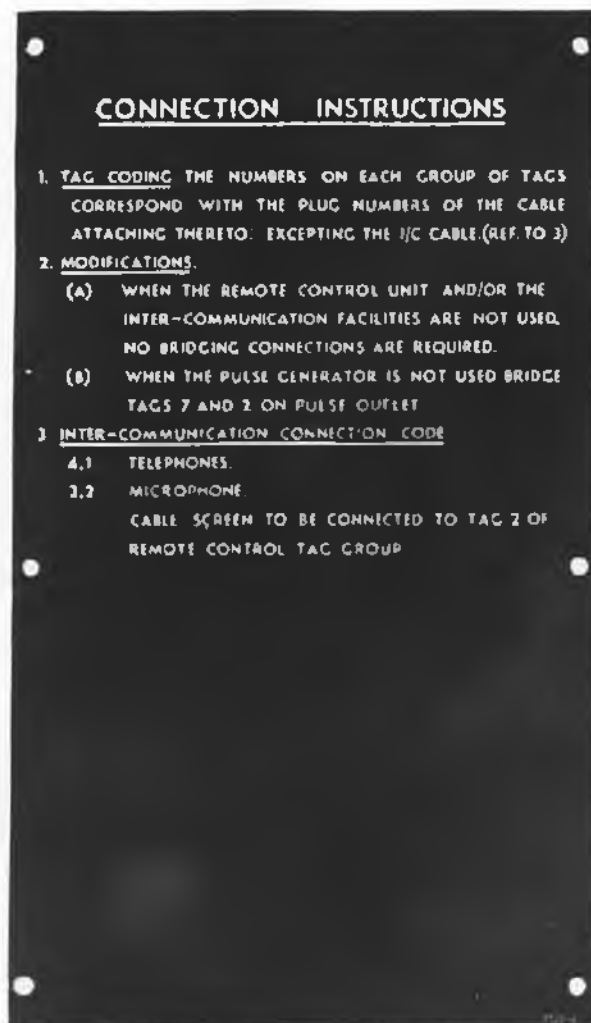 CONNECTION INSTRUCTIONS
1. TAG CODING THE NUMBERS ON EACH GROUP OF TAGS
CORRESPOND WITH THE PLUG NUMBERS OF THE CABLE
ATTACHING THERETO: EXCEPTING THE I/C CABLE.(REF. TO 3)
2. MODIFICATIONS.
(A) WHEN THE REMOTE CONTROL UNIT AND/OR THE
INTER-COMMUNICATION FACILITIES ARE NOT USED,
NO BRIDGING CONNECTIONS ARE REQUIRED.
(B) WHEN THE PULSE GENERATOR IS NOT USED BRIDGE
TAGS 7 AND 2 ON PULSE OUTLET
3 INTER-COMMUNICATION CONNECTION CODE
4,1 TELEPHONES.
3,2 MICROPHONE.
CABLE SCREEN TO BE CONNECTED TO TAG 2 OF
REMOTE CONTROL TAG GROUP